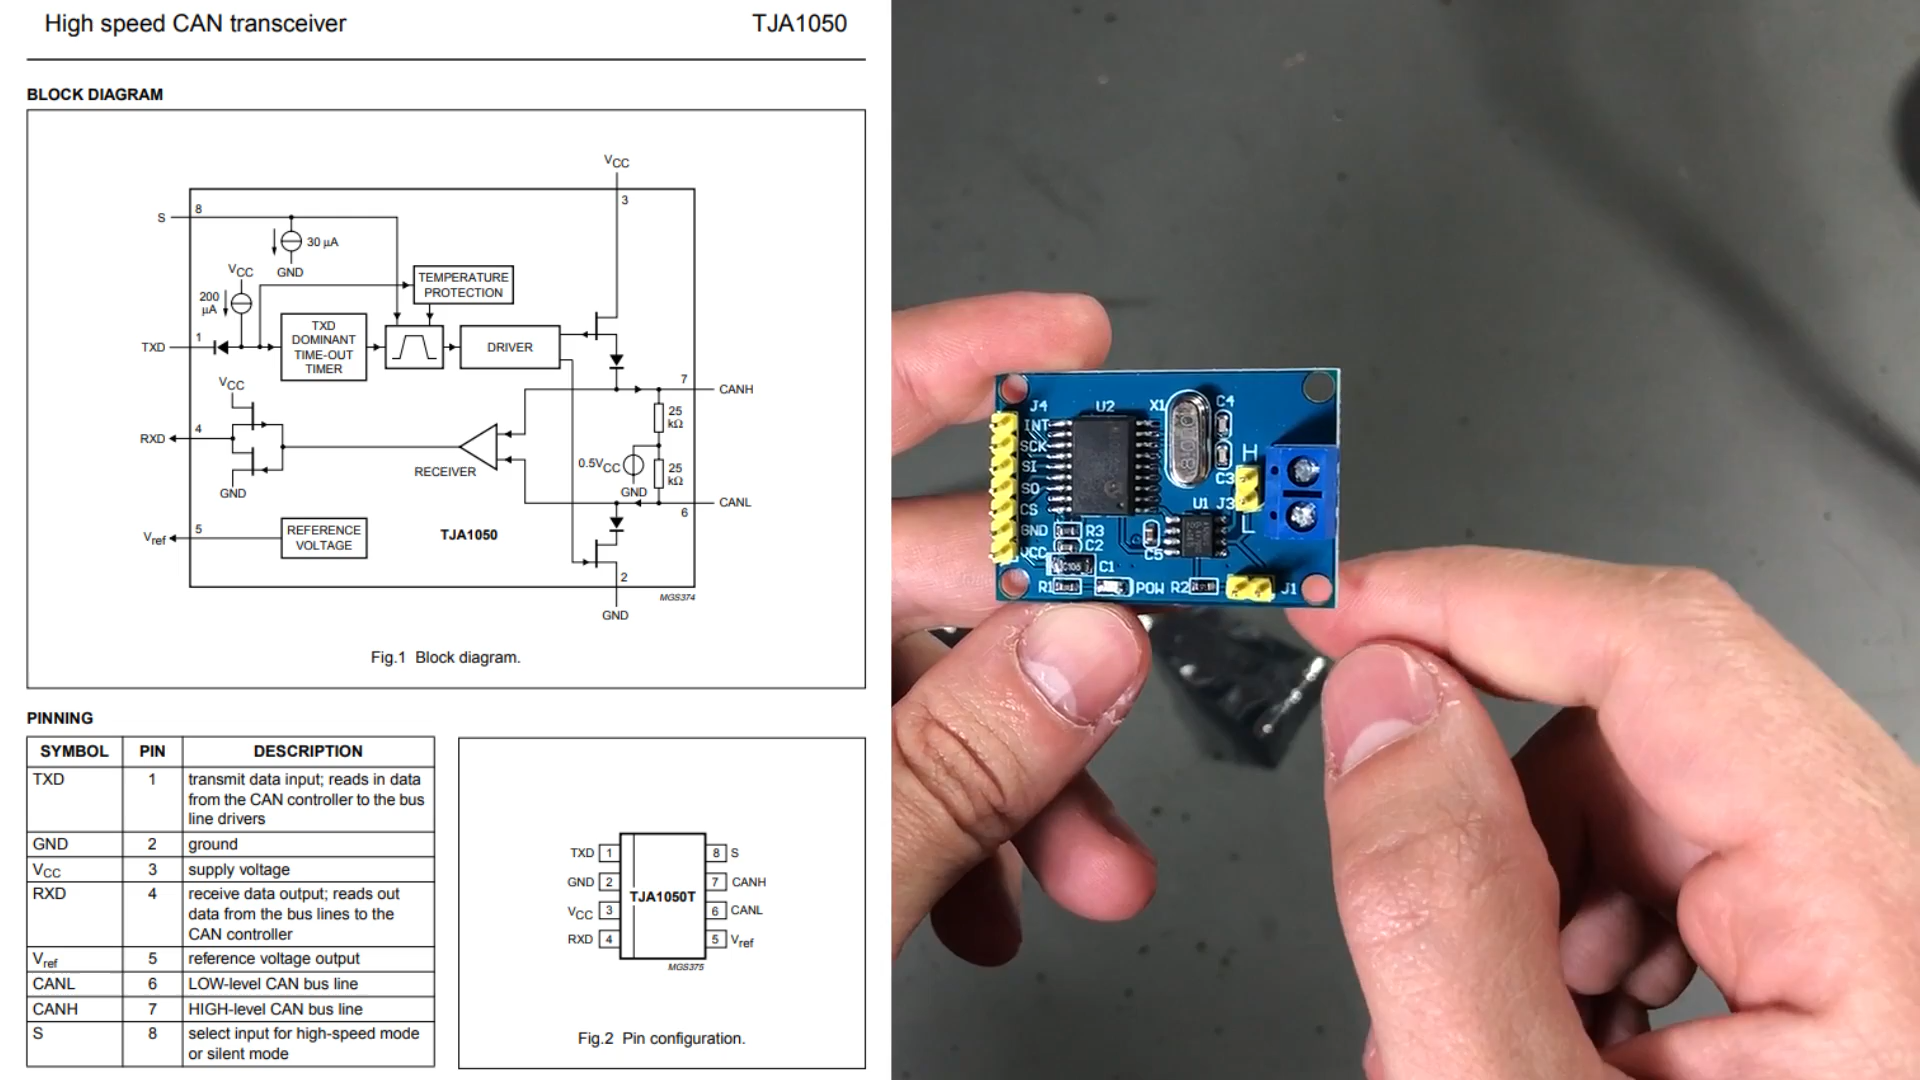 High speed CAN transceiver
TJA1050
BLOCK DIAGRAM
VCC
3
S
8
30 µA
GND
VCC
200
µA
TEMPERATURE
PROTECTION
TXD
1
TXD
DOMINANT
TIME-OUT
TIMER
DRIVER
7
CANH
25
kΩ
VCC
RXD
4
RECEIVER
0.5VCC
GND
25
kΩ
GND
CANL
6
Vref
5
REFERENCE
VOLTAGE
TJA1050
2
MGS374
GND
Fig.1 Block diagram.
PINNING
SYMBOL PIN DESCRIPTION
TXD 1 transmit data input; reads in data
from the CAN controller to the bus
line drivers
GND 2 ground
VCC 3 supply voltage
RXD 4 receive data output; reads out
data from the bus lines to the
CAN controller
Vref 5 reference voltage output
CANL 6 LOW-level CAN bus line
CANH 7 HIGH-level CAN bus line
S 8 select input for high-speed mode
or silent mode
TXD 1 8 S
GND 2 7 CANH
TJA1050T
VCC 3 6 CANL
RXD 4 5 Vref
MGS375
Fig.2 Pin configuration.
J4 U2 X1 C4
INT
SCK
SI
SO
CS
GND
VCC
H
C3
U1 J3
L
R3
C2
C5
C1
R1 POW R2 J1